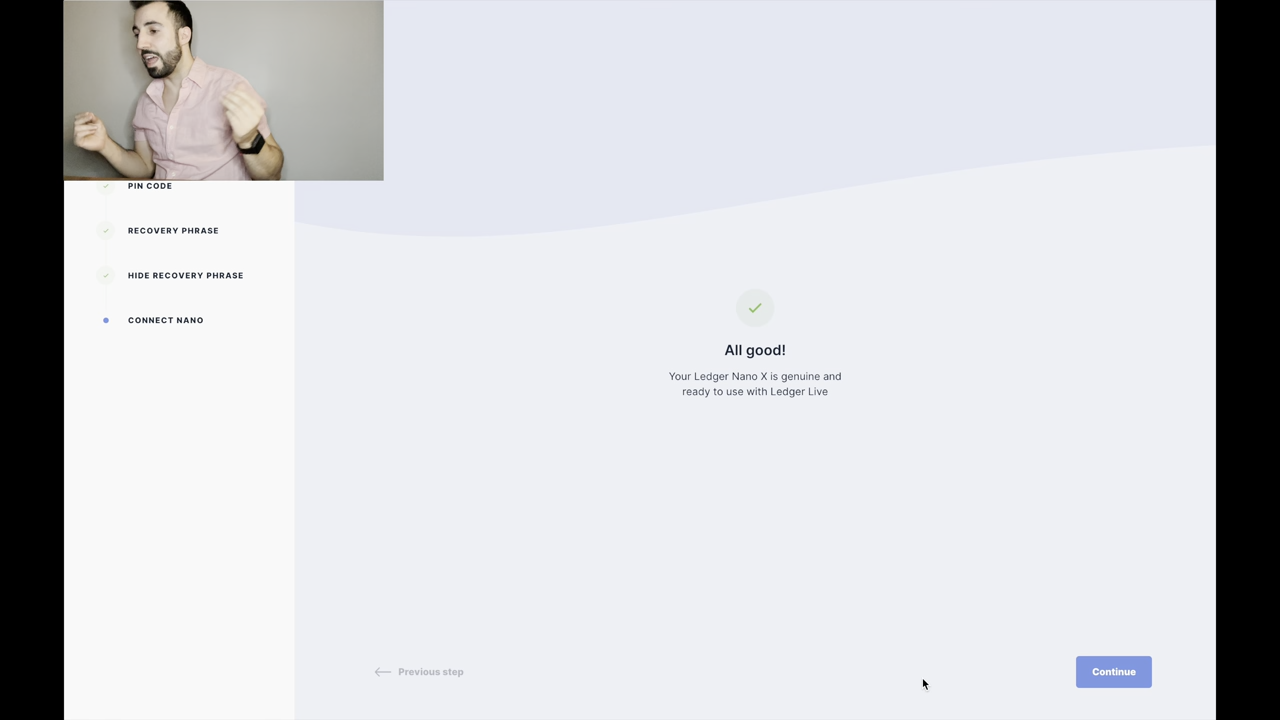 PIN CODE
RECOVERY PHRASE
HIDE RECOVERY PHRASE
CONNECT NANO
All good!
Your Ledger Nano X is genuine and
ready to use with Ledger Live
Previous step
Continue